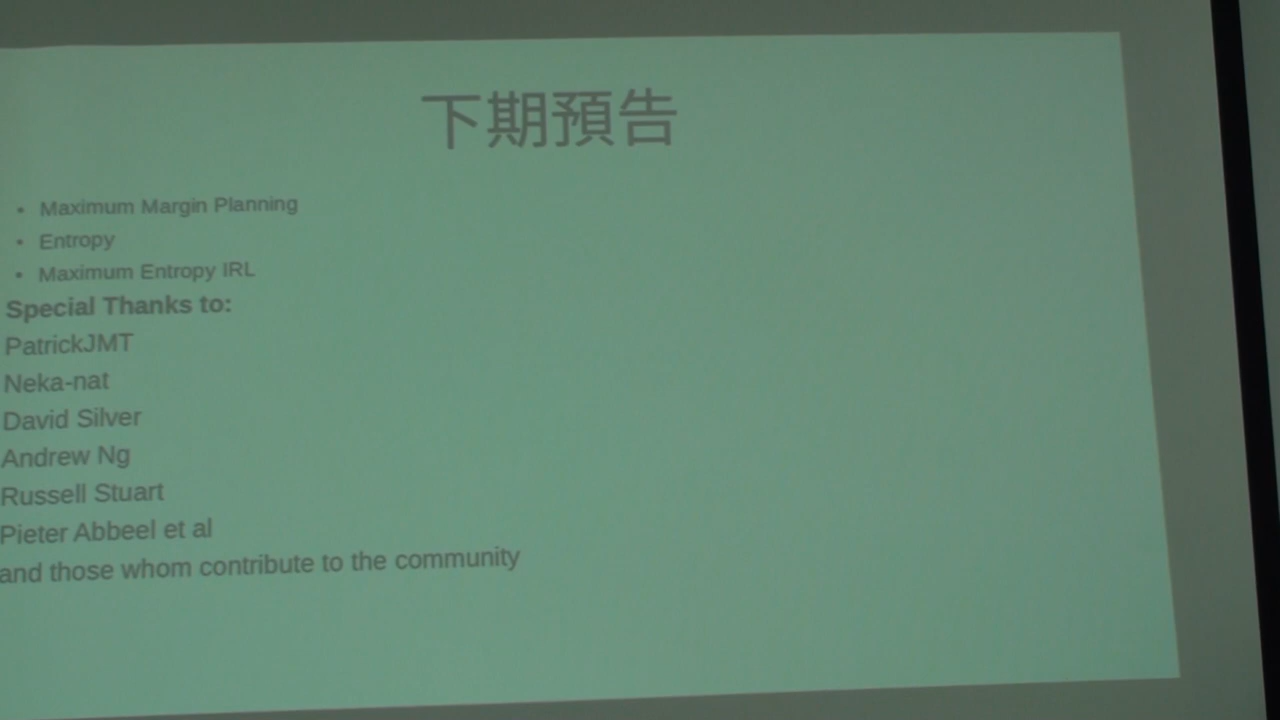 下期預告
• Maximum Margin Planning
• Entropy
• Maximum Entropy IRL
Special Thanks to:
PatrickJMT
Neka-nat
David Silver
Andrew Ng
Russell Stuart
Pieter Abbeel et al
and those whom contribute to the community